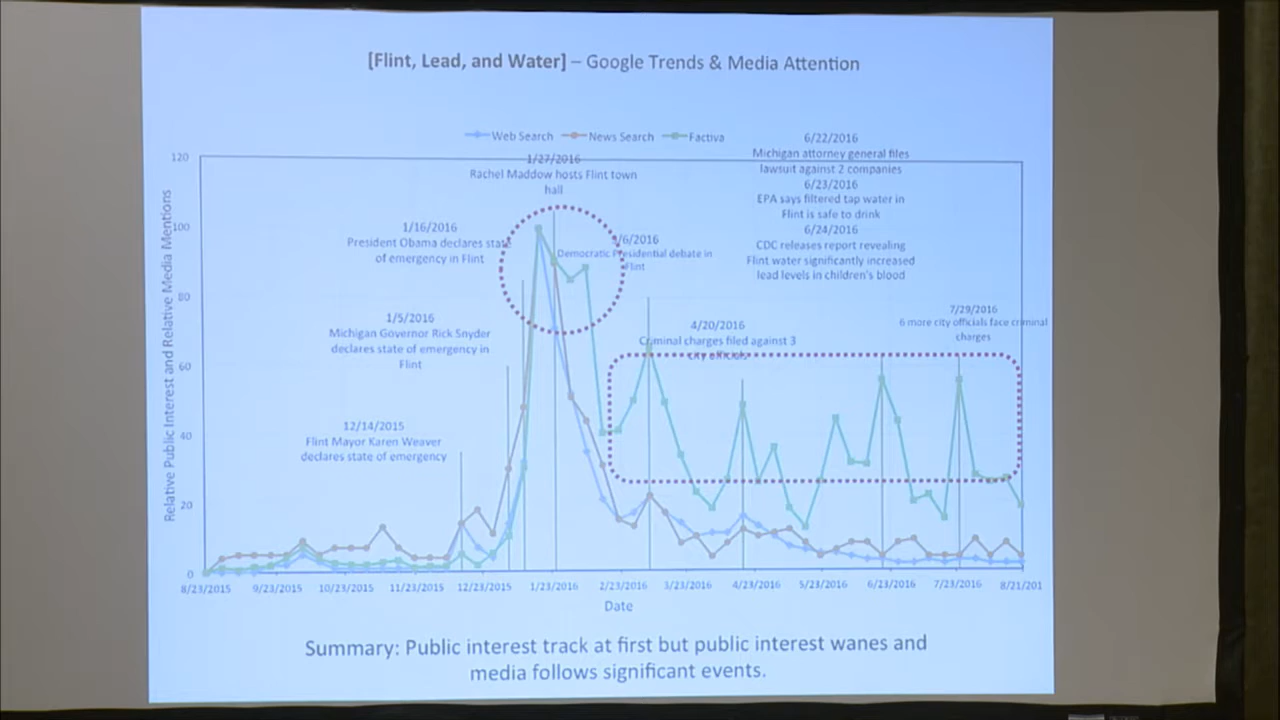 [Flint, Lead, and Water] – Google Trends & Media Attention
Web Search News Search Factiva
Relative Public Interest and Relative Media Mentions
120
100
80
60
40
20
0
12/14/2015
Flint Mayor Karen Weaver
declares state of emergency
1/5/2016
Michigan Governor Rick Snyder
declares state of emergency in
Flint
1/16/2016
President Obama declares state
of emergency in Flint
1/27/2016
Rachel Maddow hosts Flint town
hall
/6/2016
Democratic Presidential debate in
Flint
4/20/2016
Criminal charges filed against 3
city officials
6/22/2016
Michigan attorney general files
lawsuit against 2 companies
6/23/2016
EPA says filtered tap water in
Flint is safe to drink
6/24/2016
CDC releases report revealing
Flint water significantly increased
lead levels in children's blood
7/29/2016
6 more city officials face criminal
charges
8/23/2015 9/23/2015 10/23/2015 11/23/2015 12/23/2015 1/23/2016 2/23/2016 3/23/2016 4/23/2016 5/23/2016 6/23/2016 7/23/2016 8/21/201
Date
Summary: Public interest track at first but public interest wanes and
media follows significant events.